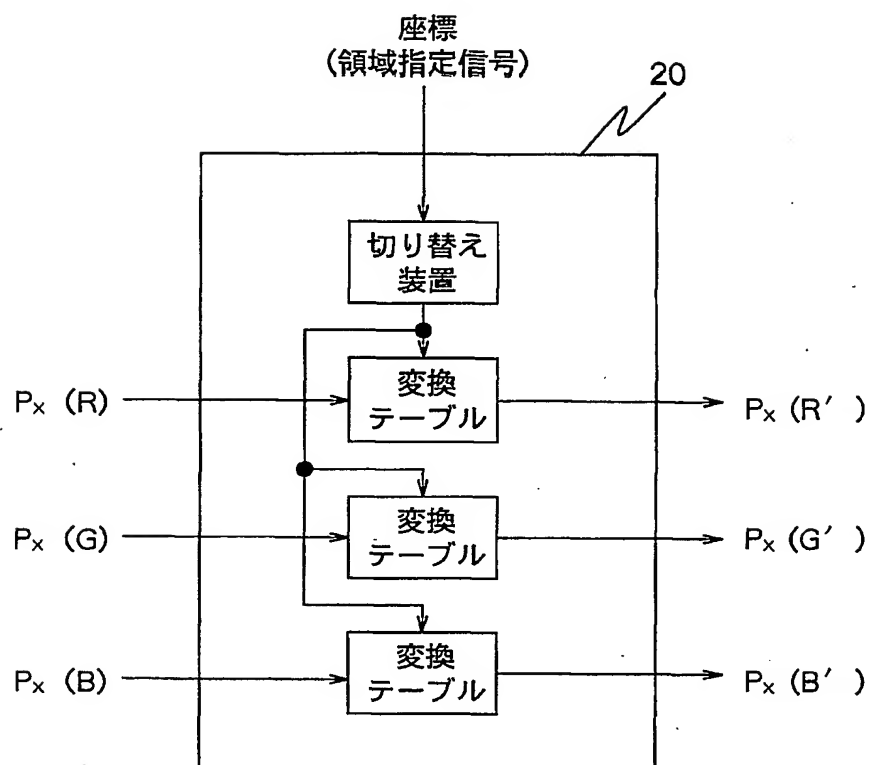 座標
(領域指定信号)
20
切り替え
装置
Px (R)
変換
テーブル
Px (R′)
Px (G)
変換
テーブル
Px (G′)
Px (B)
変換
テーブル
Px (B′)